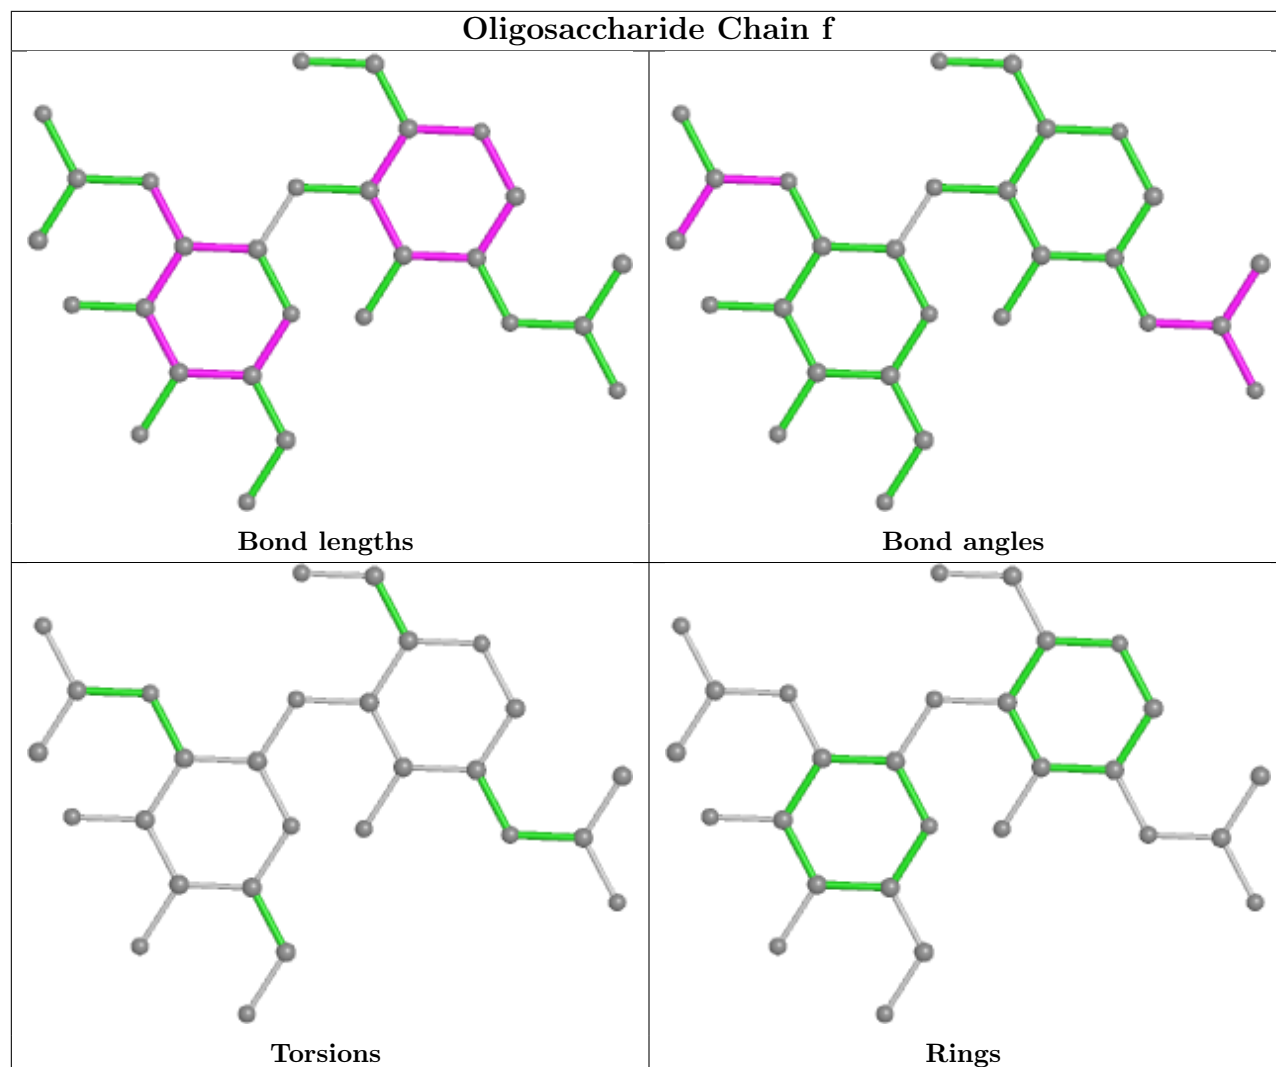 Oligosaccharide Chain f
Bond lengths
Bond angles
Torsions
Rings